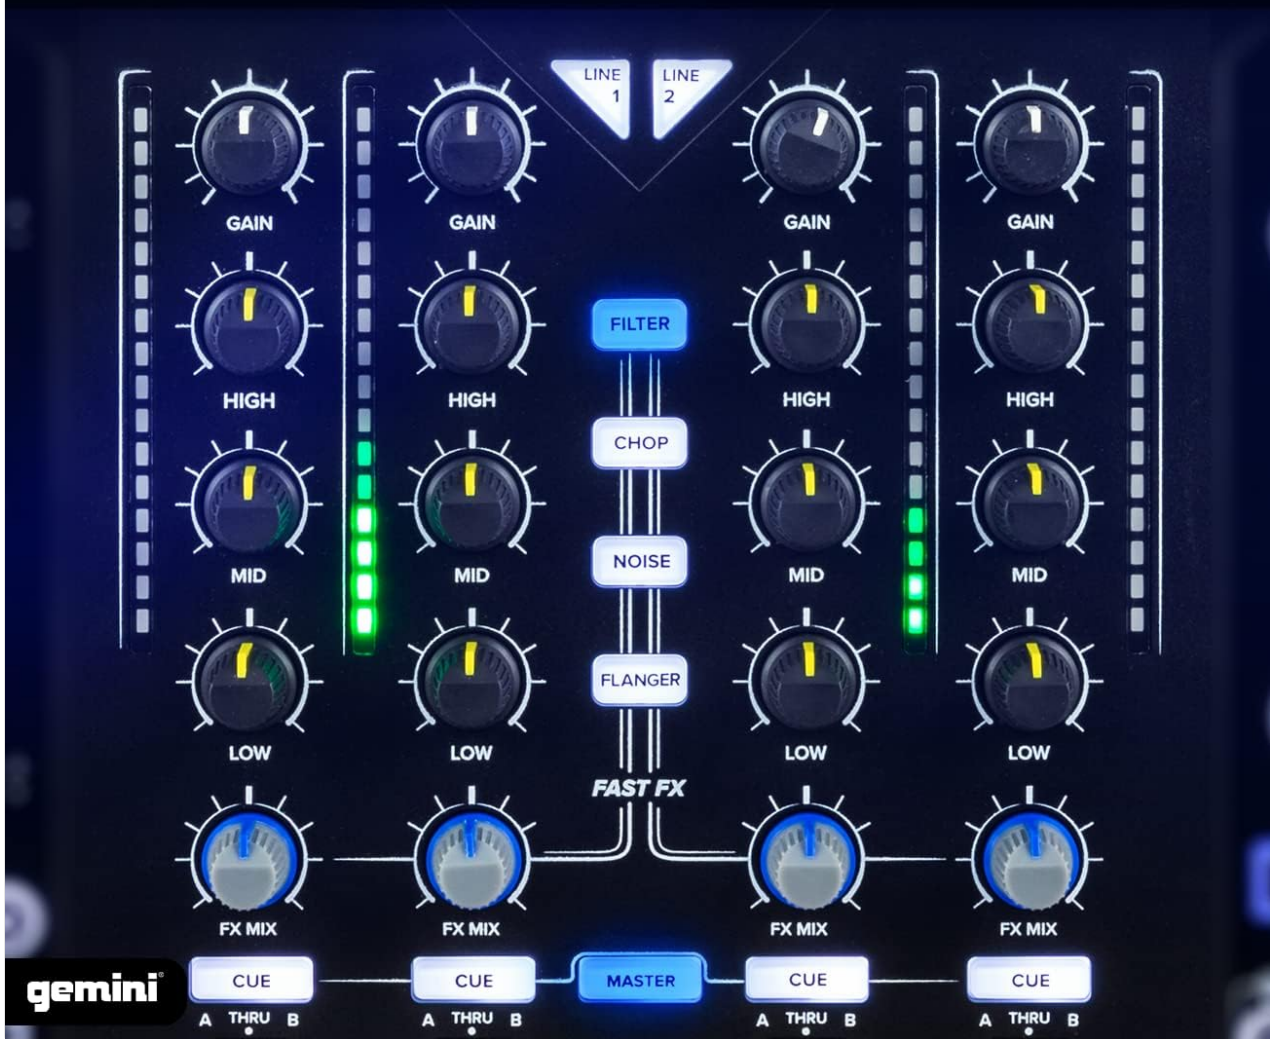 LINE
1
LINE
2
GAIN
GAIN
GAIN
GAIN
HIGH
HIGH
FILTER
HIGH
HIGH
CHOP
NOISE
MID
MID
MID
MID
FLANGER
LOW
LOW
LOW
LOW
FAST FX
FX MIX
FX MIX
FX MIX
FX MIX
CUE
CUE
MASTER
CUE
CUE
gemini
A THRU B
A THRU B
A THRU B
A THRU B